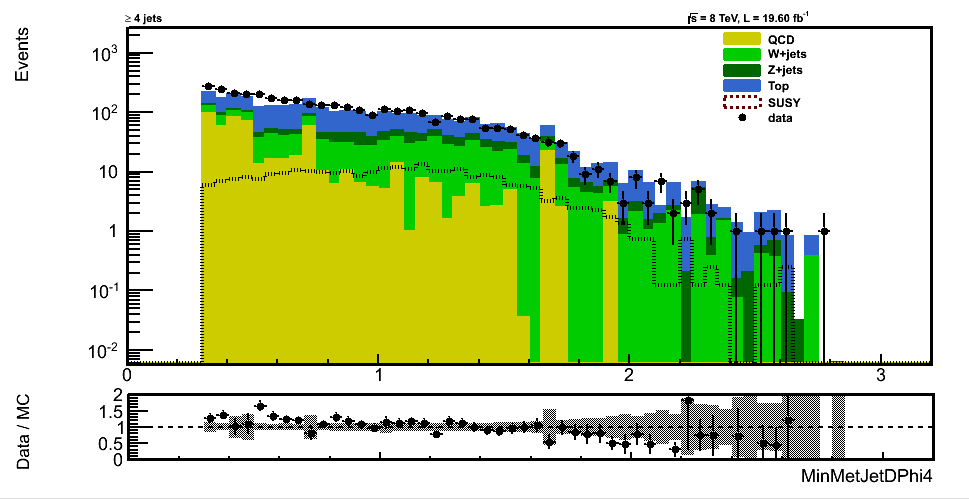 ≥ 4 jets
√s = 8 TeV, L = 19.60 fb⁻¹
Events
10³
10²
10
1
10⁻¹
10⁻²
QCD
W+jets
Z+jets
Top
SUSY
data
0 1 2 3
Data / MC
2
1.5
1
0.5
0
MinMetJetDPhi4